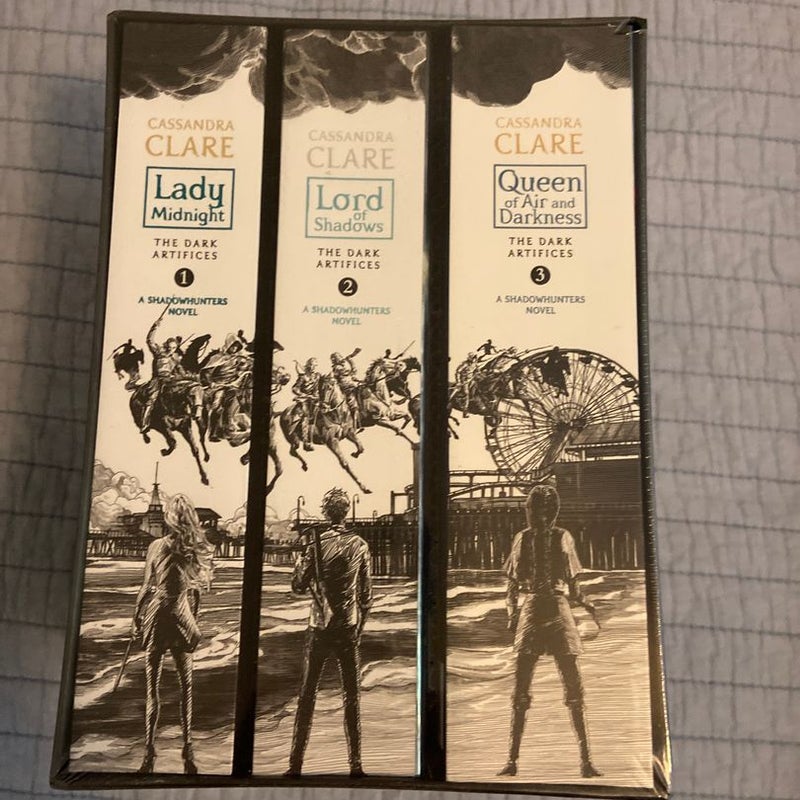 CASSANDRA
CLARE
Lady
Midnight
THE DARK
ARTIFICES
1
A SHADOWHUNTERS
NOVEL
CASSANDRA
CLARE
Lord
of
Shadows
THE DARK
ARTIFICES
2
A SHADOWHUNTERS
NOVEL
CASSANDRA
CLARE
Queen
of Air and
Darkness
THE DARK
ARTIFICES
3
A SHADOWHUNTERS
NOVEL